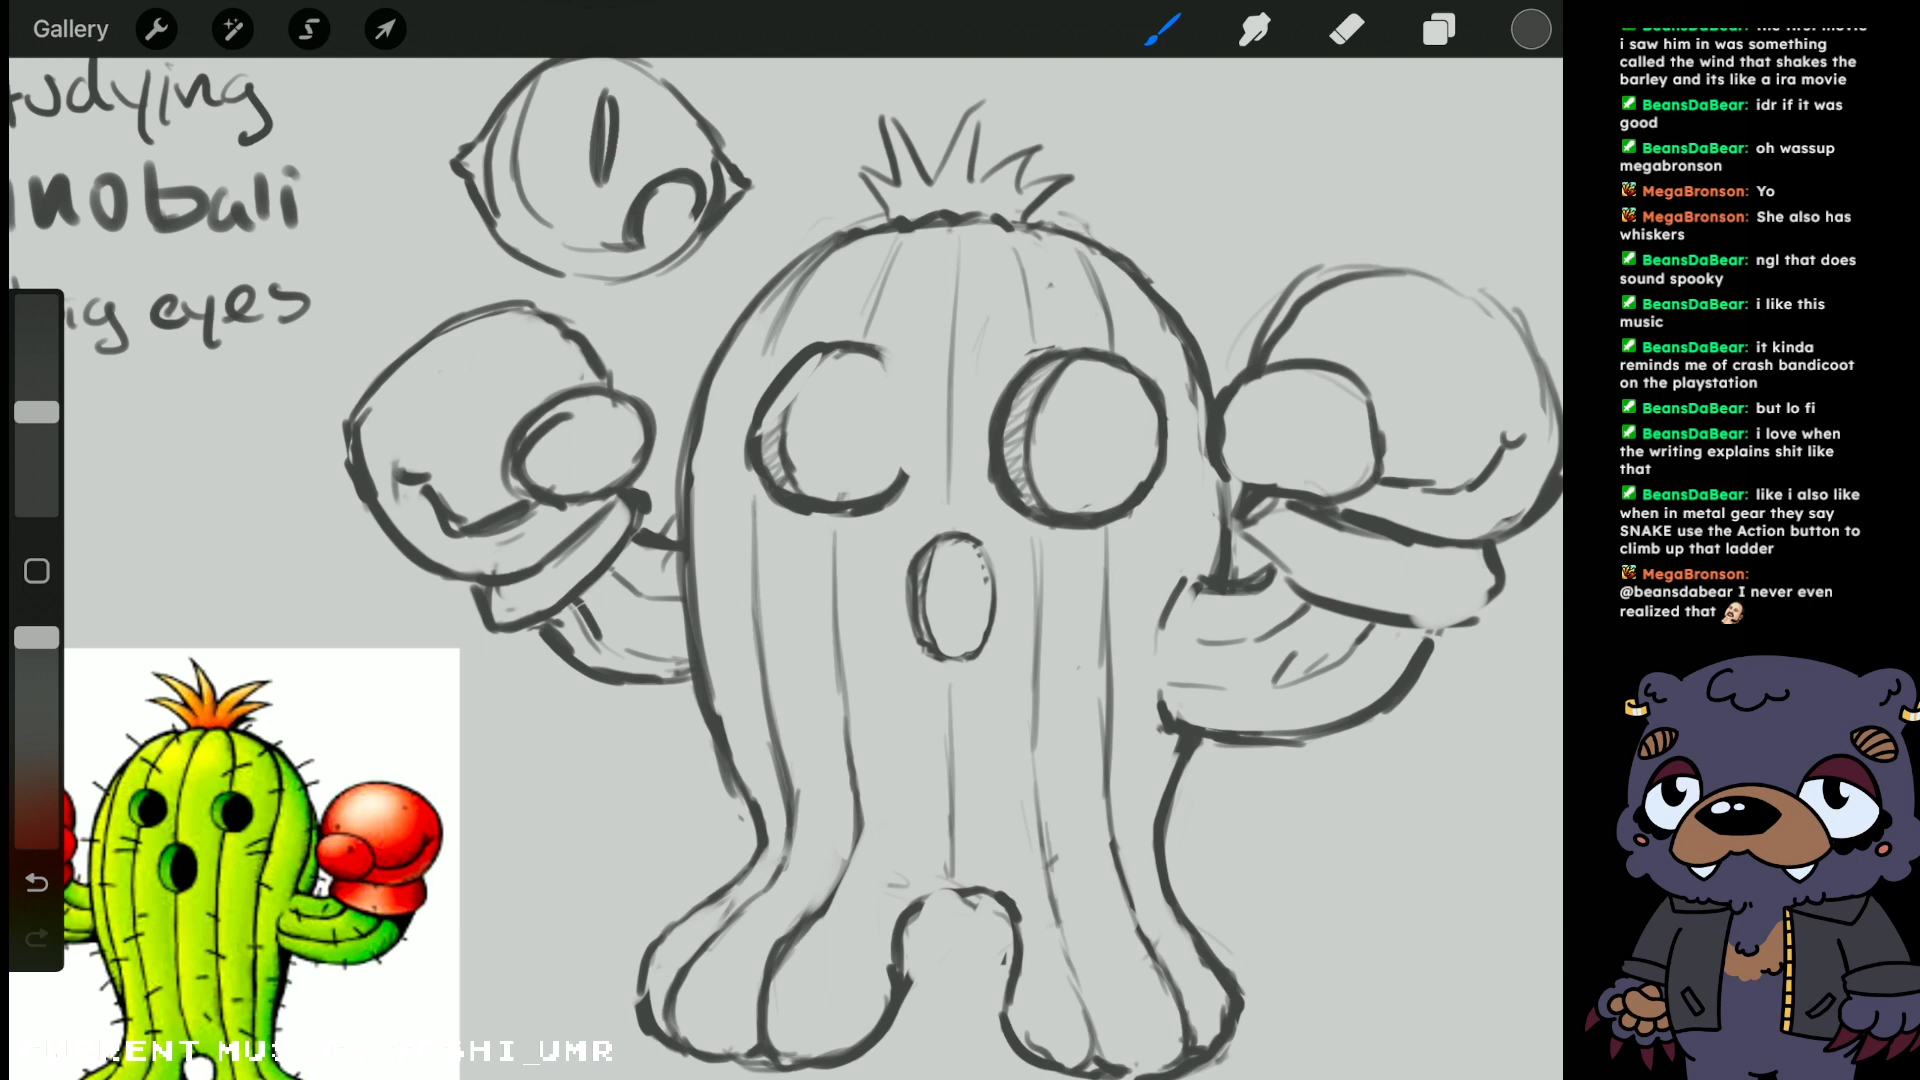 Gallery
i saw him in was something
called the wind that shakes the
barley and its like a ira movie
BeansDaBear: idr if it was
good
BeansDaBear: oh wassup
megabronson
MegaBronson: Yo
MegaBronson: She also has
whiskers
BeansDaBear: ngl that does
sound spooky
BeansDaBear: i like this
music
BeansDaBear: it kinda
reminds me of crash bandicoot
on the playstation
BeansDaBear: but lo fi
BeansDaBear: i love when
the writing explains shit like
that
BeansDaBear: like i also like
when in metal gear they say
SNAKE use the Action button to
climb up that ladder
MegaBronson:
@beansdabear I never even
realized that
eyes